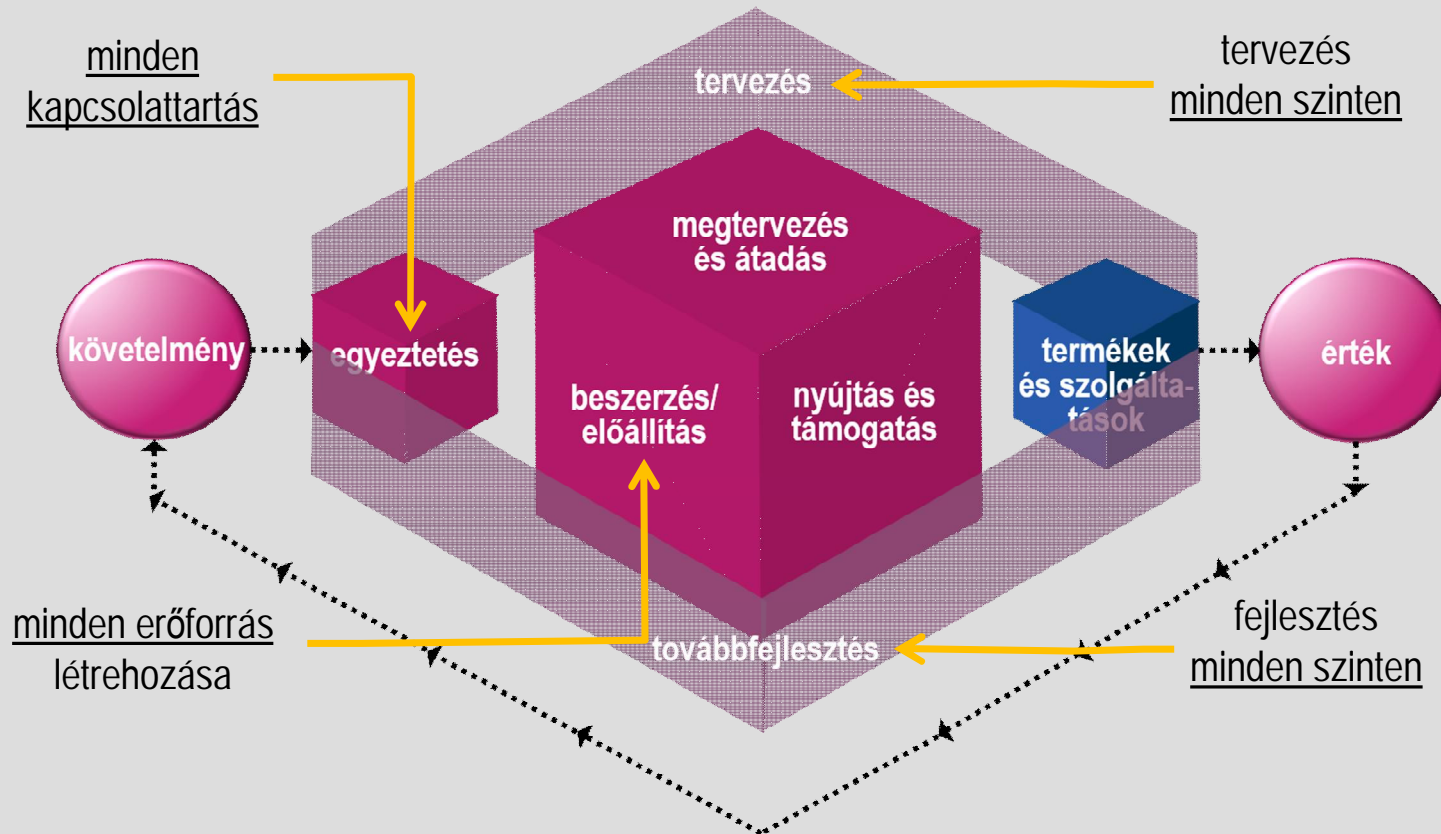 minden
kapcsolattartás
tervezés
tervezés
minden szinten
megtervezés
és átadás
követelmény
egyeztetés
beszerzés/
előállítás
nyújtás és
támogatás
termékek
és szolgálta-
tások
érték
minden erőforrás
létrehozása
továbbfejlesztés
fejlesztés
minden szinten